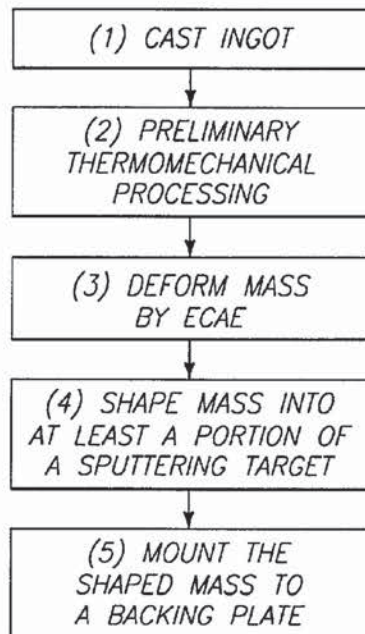 (1) CAST INGOT
(2) PRELIMINARY
THERMOMECHANICAL
PROCESSING
(3) DEFORM MASS
BY ECAE
(4) SHAPE MASS INTO
AT LEAST A PORTION OF
A SPUTTERING TARGET
(5) MOUNT THE
SHAPED MASS TO
A BACKING PLATE